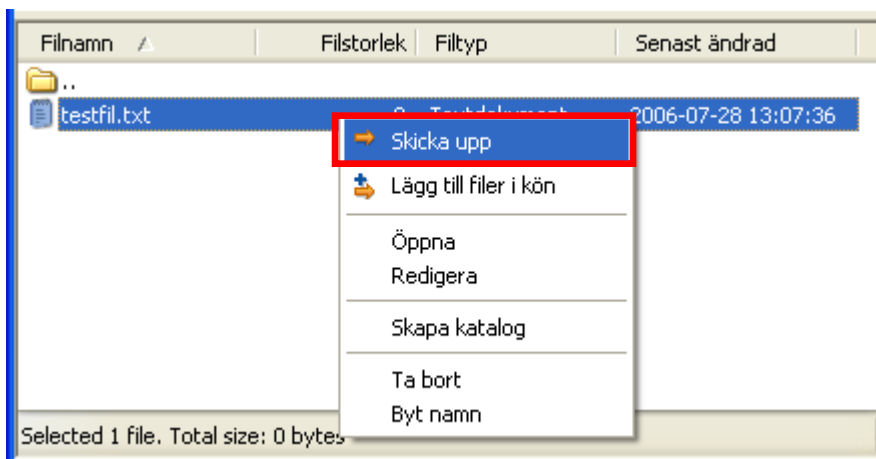 Filnamn Filstorlek Filtyp Senast ändrad
..
testfil.txt 2006-07-28 13:07:36
Skicka upp
Lägg till filer i kön
Öppna
Redigera
Skapa katalog
Ta bort
Byt namn
Selected 1 file. Total size: 0 bytes